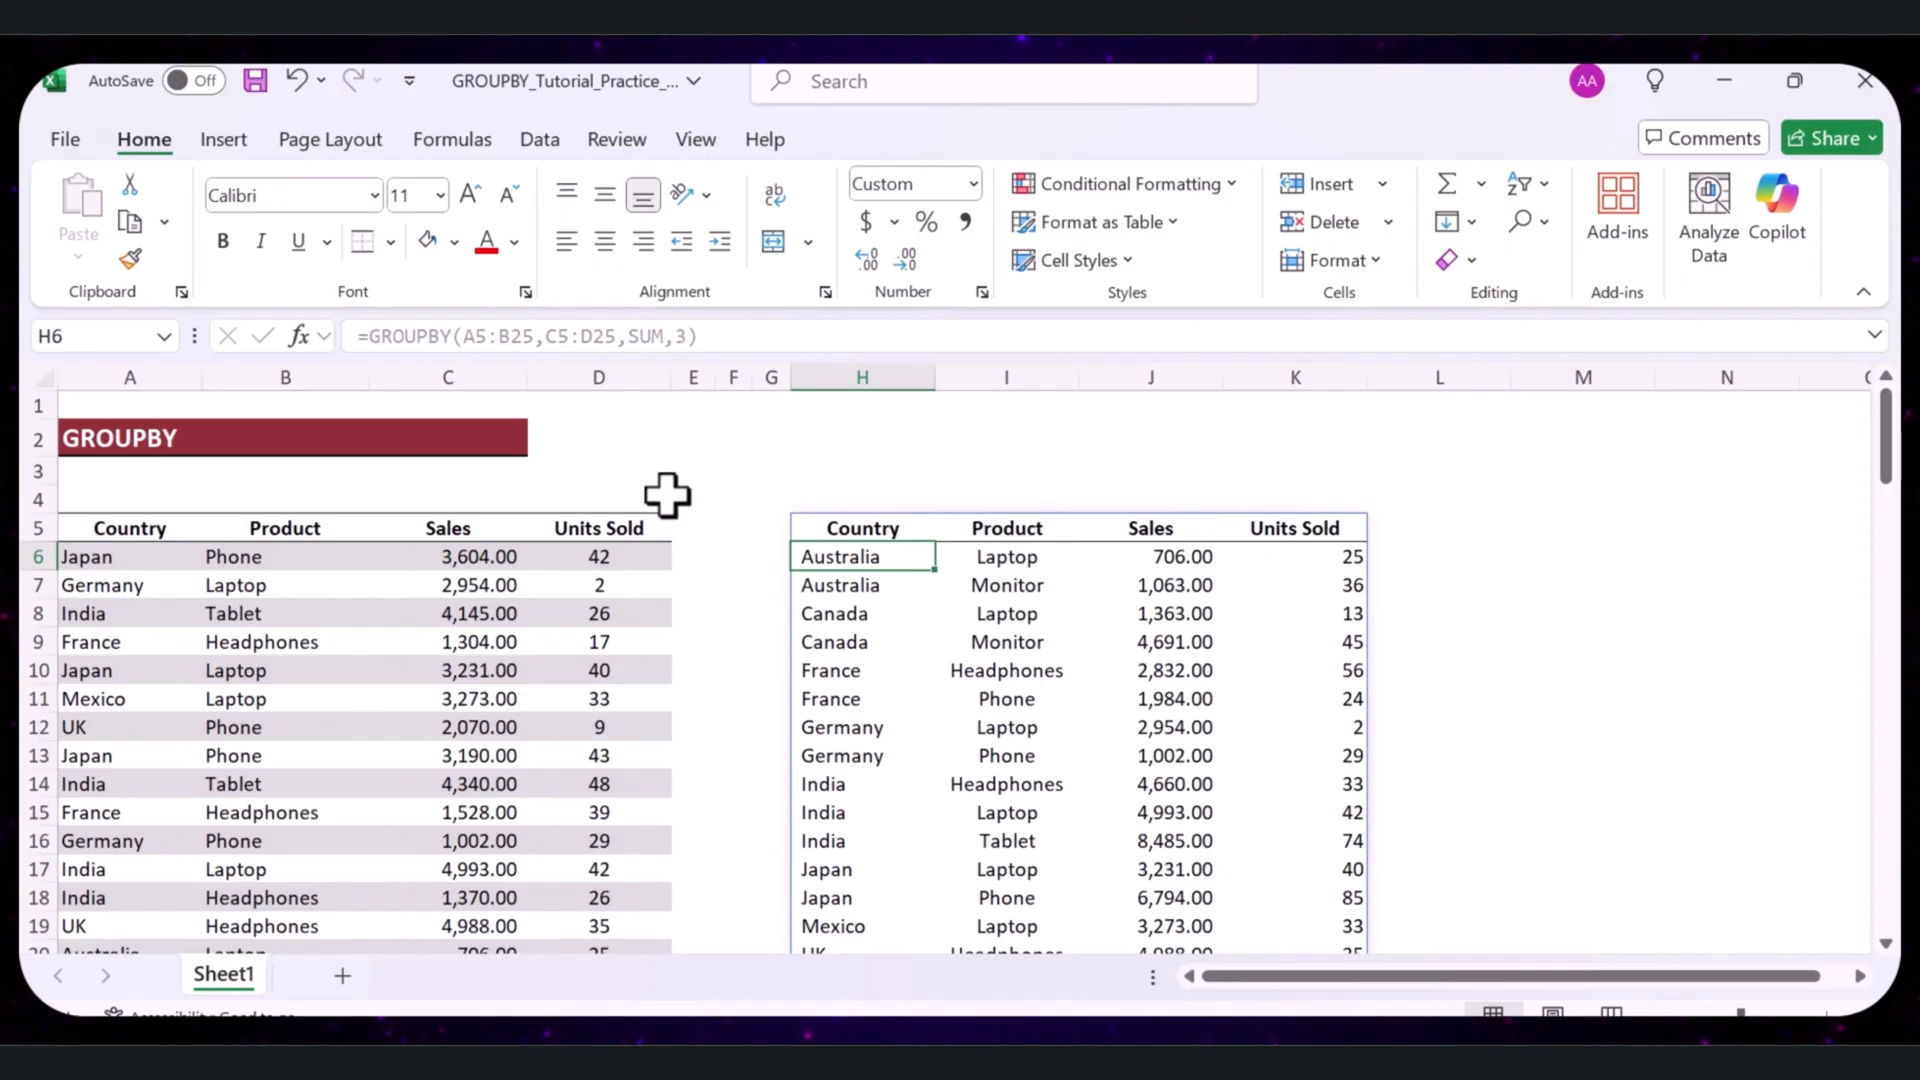 AutoSave Off GROUPBY_Tutorial_Practice_... Search AA
File Home Insert Page Layout Formulas Data Review View Help Comments Share
Paste Calibri 11 Custom Conditional Formatting Insert
Format as Table Delete Add-ins Analyze Data Copilot
B I U A $ % Cell Styles Format
Clipboard Font Alignment Number Styles Cells Editing Add-ins
H6 fx =GROUPBY(A5:B25,C5:D25,SUM,3)
A B C D E F G H I J K L M N
1
2 GROUPBY
3
4
5 Country Product Sales Units Sold Country Product Sales Units Sold
6 Japan Phone 3,604.00 42 Australia Laptop 706.00 25
7 Germany Laptop 2,954.00 2 Australia Monitor 1,063.00 36
8 India Tablet 4,145.00 26 Canada Laptop 1,363.00 13
9 France Headphones 1,304.00 17 Canada Monitor 4,691.00 45
10 Japan Laptop 3,231.00 40 France Headphones 2,832.00 56
11 Mexico Laptop 3,273.00 33 France Phone 1,984.00 24
12 UK Phone 2,070.00 9 Germany Laptop 2,954.00 2
13 Japan Phone 3,190.00 43 Germany Phone 1,002.00 29
14 India Tablet 4,340.00 48 India Headphones 4,660.00 33
15 France Headphones 1,528.00 39 India Laptop 4,993.00 42
16 Germany Phone 1,002.00 29 India Tablet 8,485.00 74
17 India Laptop 4,993.00 42 Japan Laptop 3,231.00 40
18 India Headphones 1,370.00 26 Japan Phone 6,794.00 85
19 UK Headphones 4,988.00 35 Mexico Laptop 3,273.00 33
Sheet1